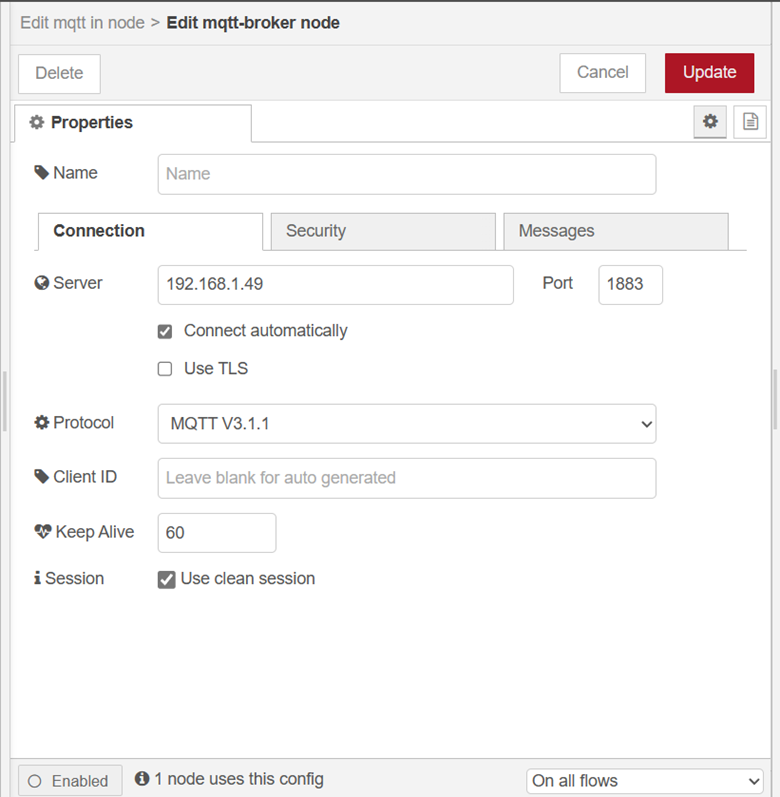 Edit mqtt in node > Edit mqtt-broker node
Delete
Cancel
Update
Properties
Name
Name
Connection
Security
Messages
Server
192.168.1.49
Port
1883
Connect automatically
Use TLS
Protocol
MQTT V3.1.1
Client ID
Leave blank for auto generated
Keep Alive
60
Session
Use clean session
Enabled
1 node uses this config
On all flows